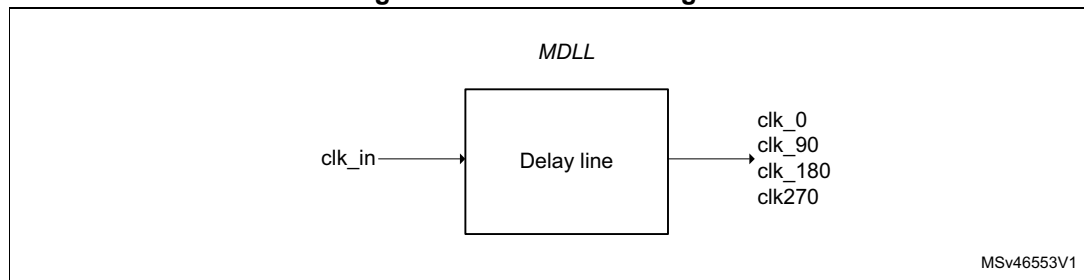 MDLL
clk_in
Delay line
clk_0
clk_90
clk_180
clk270
MSv46553V1